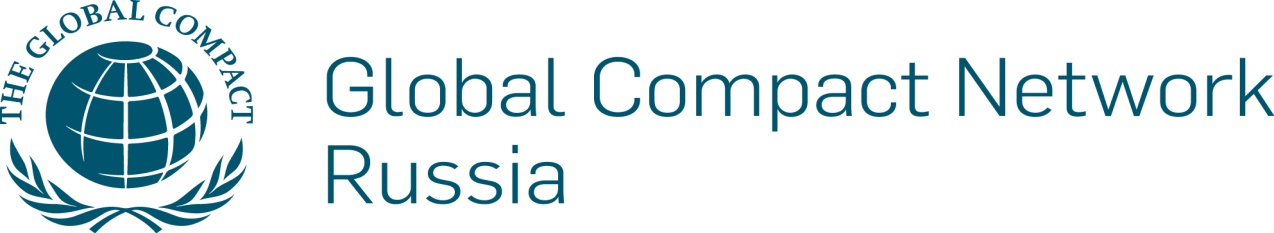 THE GLOBAL COMPACT
Global Compact Network
Russia